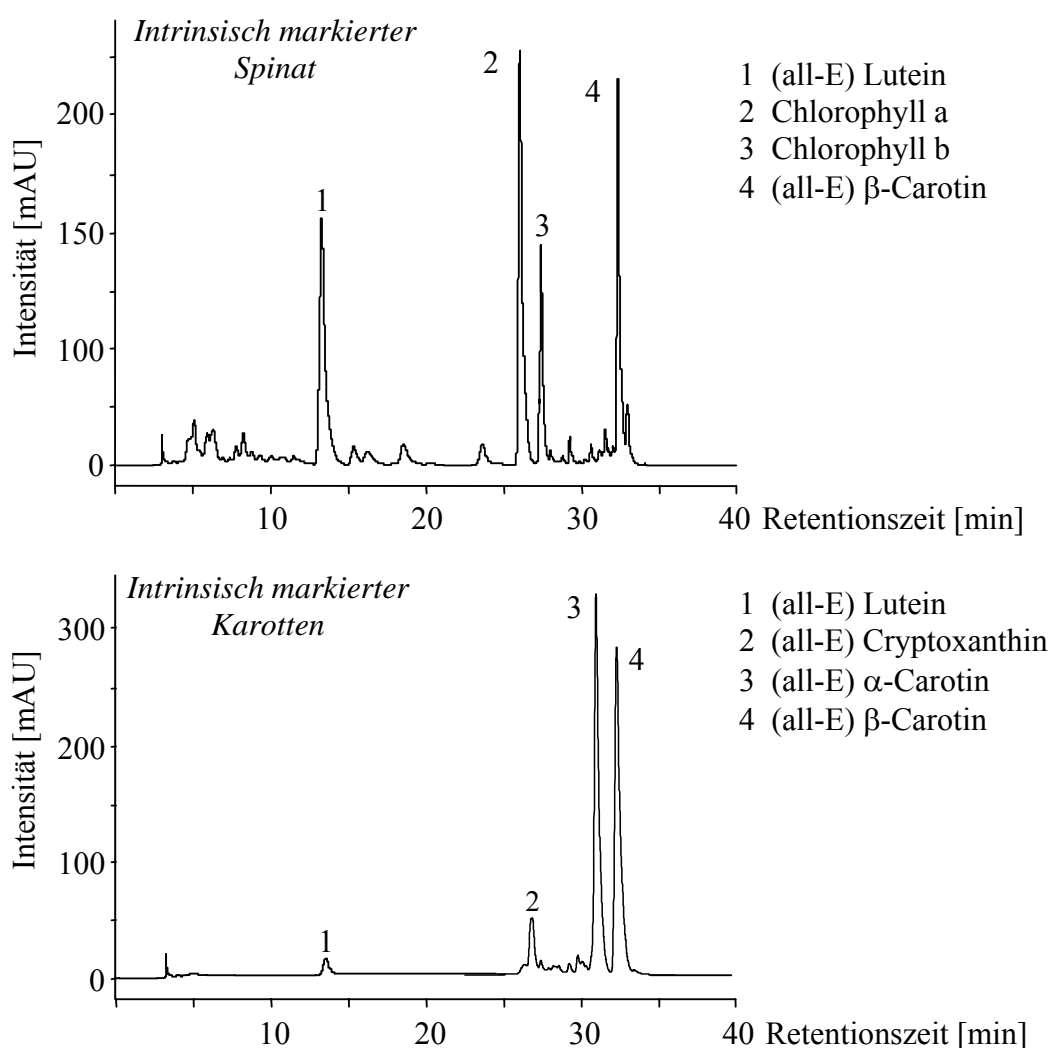 Intrinsisch markierter
Spinat
1 (all-E) Lutein
2 Chlorophyll a
3 Chlorophyll b
4 (all-E) β-Carotin
Intensität [mAU]
200
150
100
0
1
2
3
4
10 20 30 40 Retentionszeit [min]
Intrinsisch markierter
Karotten
1 (all-E) Lutein
2 (all-E) Cryptoxanthin
3 (all-E) α-Carotin
4 (all-E) β-Carotin
Intensität [mAU]
300
200
100
0
1
2
3
4
10 20 30 40 Retentionszeit [min]